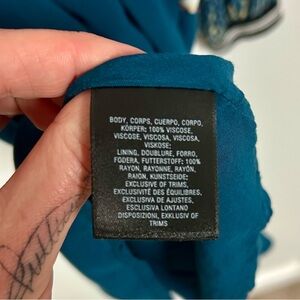 BODY, CORPS, CUERPO, CORPO,
KÖRPER: 100% VISCOSE,
VISCOSE, VISCOSA, VISCOSA,
VISKOSE;
LINING, DOUBLURE, FORRO,
FODERA, FUTTERSTOFF: 100%
RAYON, RAYONNE, RAYÓN,
RAION, KUNSTSEIDE;
EXCLUSIVE OF TRIMS,
EXCLUSIVITÉ DES ÉQUILIBRES,
EXCLUSIVA DE AJUSTES,
ESCLUSIVA LONTANO
DISPOSIZIONI, EXKLUSIV OF
TRIMS